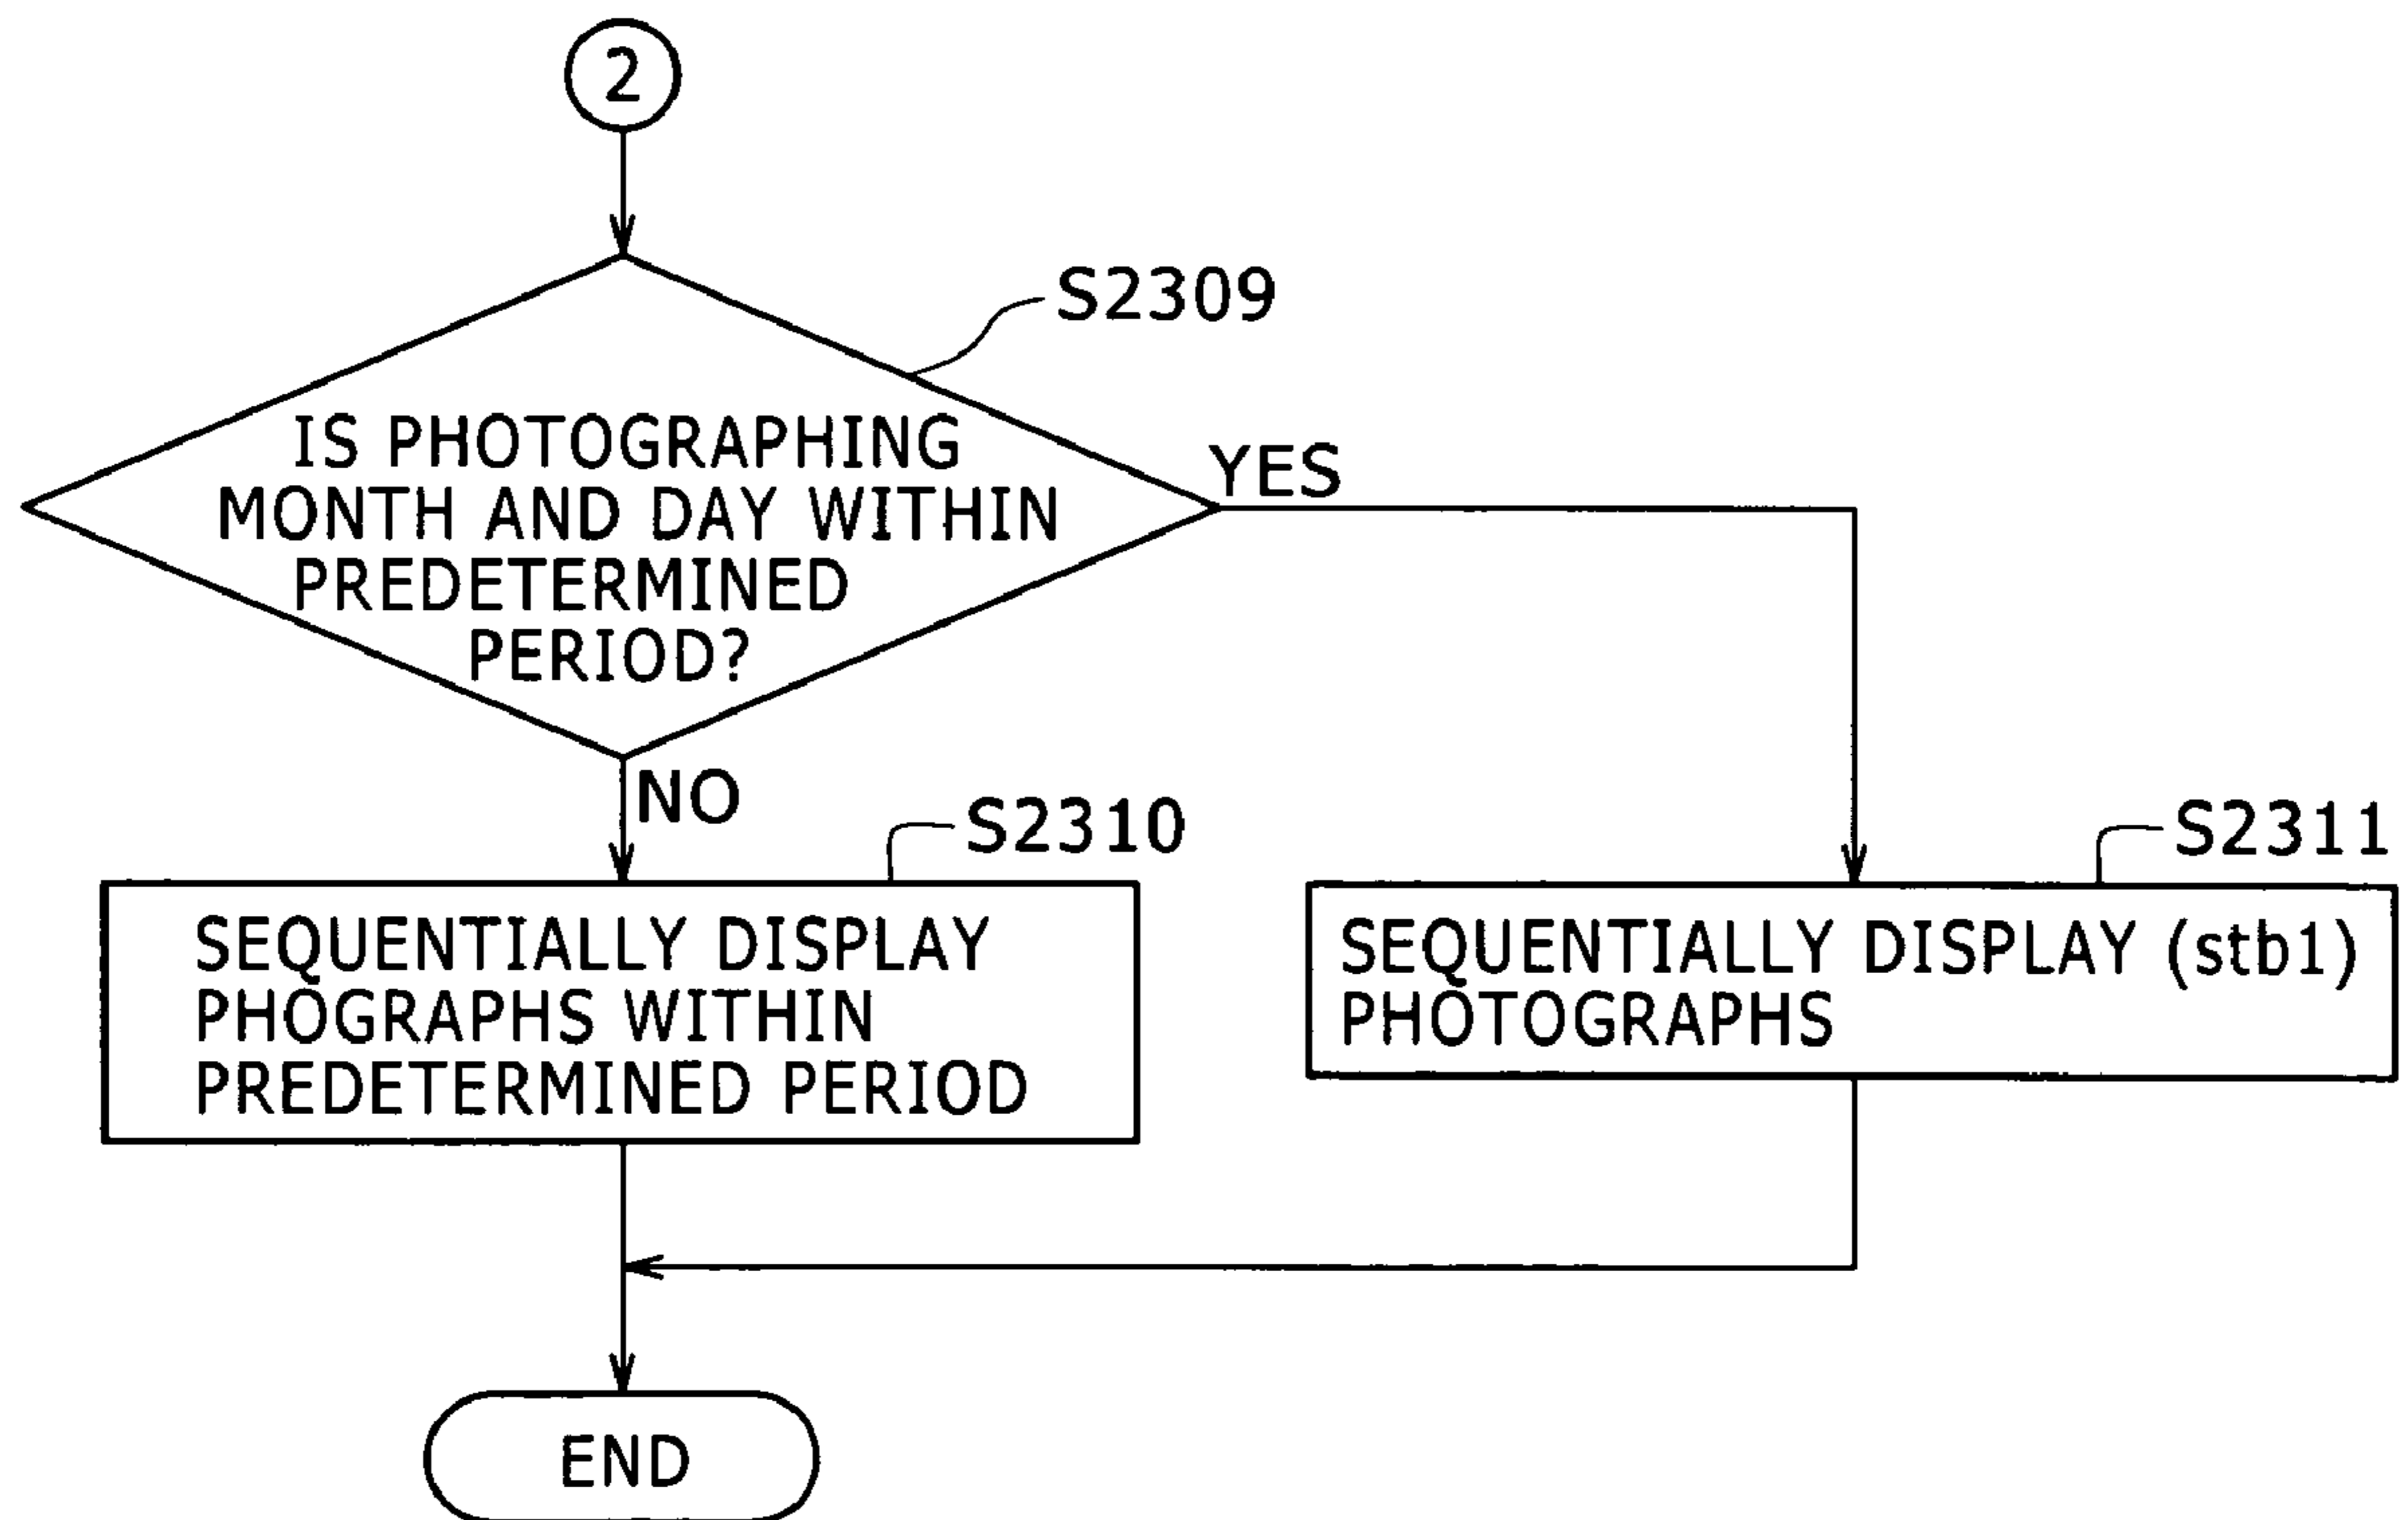 2
S2309
IS PHOTOGRAPHING
MONTH AND DAY WITHIN
PREDETERMINED
PERIOD?
YES
NO
S2310
SEQUENTIALLY DISPLAY
PHOGRAPHS WITHIN
PREDETERMINED PERIOD
S2311
SEQUENTIALLY DISPLAY (stb1)
PHOTOGRAPHS
END